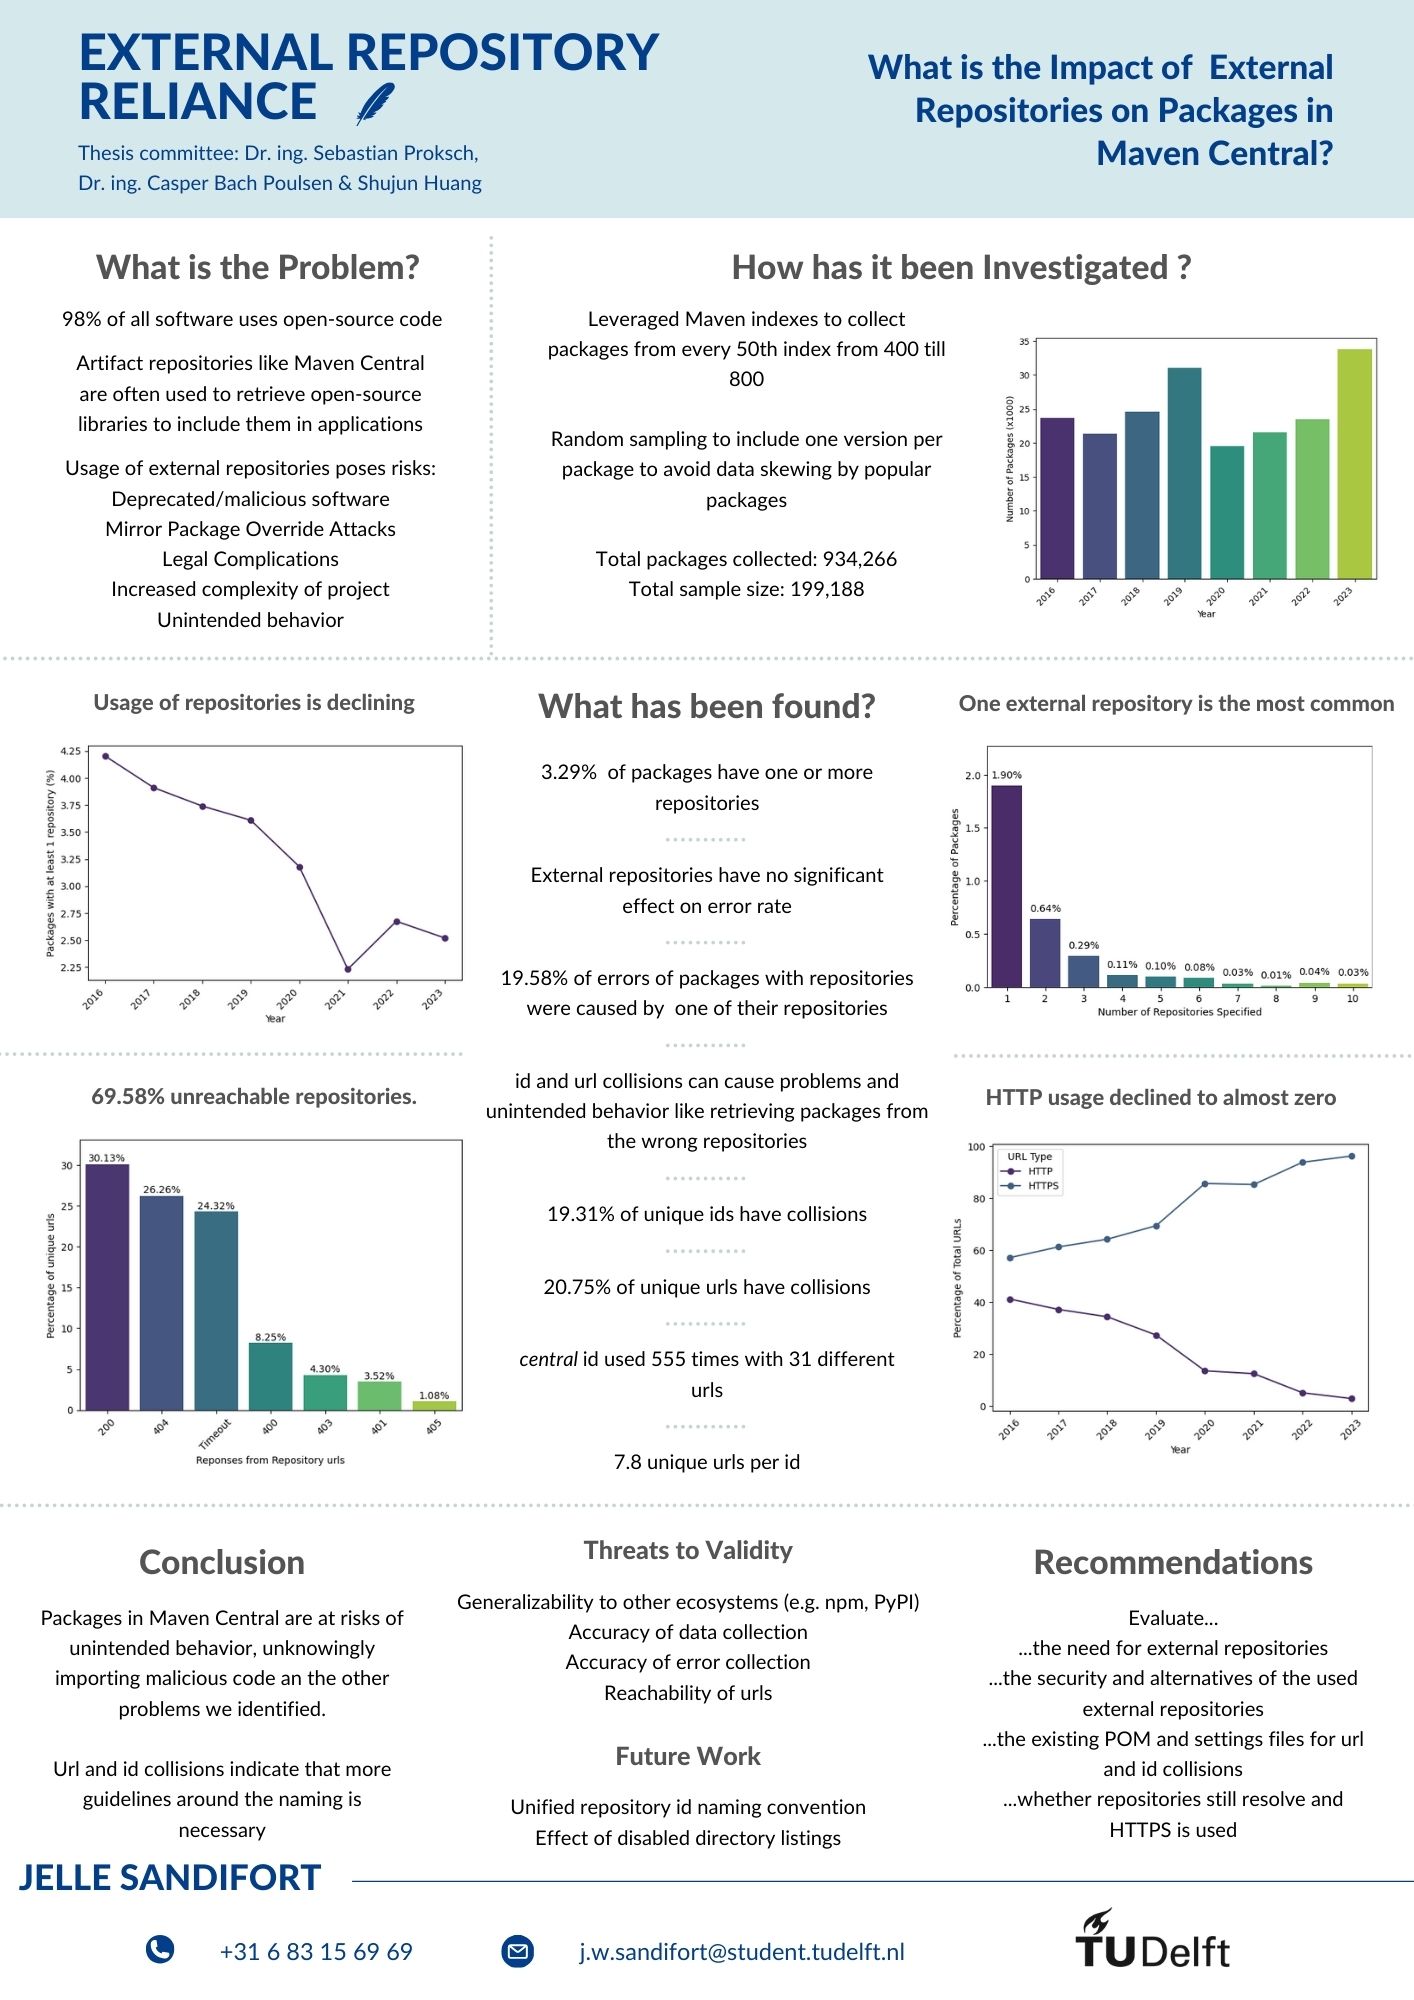 EXTERNAL REPOSITORY
RELIANCE
Thesis committee: Dr. ing. Sebastian Proksch,
Dr. ing. Casper Bach Poulsen & Shujun Huang
What is the Impact of  External
Repositories on Packages in
Maven Central?
What is the Problem?
98% of all software uses open-source code
Artifact repositories like Maven Central
are often used to retrieve open-source
libraries to include them in applications
Usage of external repositories poses risks:
Deprecated/malicious software
Mirror Package Override Attacks
Legal Complications
Increased complexity of project
Unintended behavior
How has it been Investigated ?
Leveraged Maven indexes to collect
packages from every 50th index from 400 till
800
Random sampling to include one version per
package to avoid data skewing by popular
packages
Total packages collected: 934,266
Total sample size: 199,188
Number of Packages (x1000)
35
30
25
20
15
10
5
0
2016 2017 2018 2019 2020 2021 2022 2023
Year
Usage of repositories is declining
Packages with at least 1 repository (%)
4.25
4.00
3.75
3.50
3.25
3.00
2.75
2.50
2.25
2016 2017 2018 2019 2020 2021 2022 2023
Year
What has been found?
3.29%  of packages have one or more
repositories
External repositories have no significant
effect on error rate
19.58% of errors of packages with repositories
were caused by  one of their repositories
id and url collisions can cause problems and
unintended behavior like retrieving packages from
the wrong repositories
19.31% of unique ids have collisions
20.75% of unique urls have collisions
central id used 555 times with 31 different
urls
7.8 unique urls per id
One external repository is the most common
Percentage of Packages
2.0
1.5
1.0
0.5
0.0
1.90%
0.64%
0.29%
0.11% 0.10% 0.08% 0.03% 0.01% 0.04% 0.03%
1 2 3 4 5 6 7 8 9 10
Number of Repositories Specified
69.58% unreachable repositories.
Percentage of unique urls
30
25
20
15
10
5
0
30.13%
26.26%
24.32%
8.25%
4.30%
3.52%
1.08%
200 404 Timeout 400 403 401 405
Reponses from Repository urls
HTTP usage declined to almost zero
Percentage of Total URLs
100
80
60
40
20
0
URL Type
HTTP
HTTPS
2016 2017 2018 2019 2020 2021 2022 2023
Year
Conclusion
Packages in Maven Central are at risks of
unintended behavior, unknowingly
importing malicious code an the other
problems we identified.
Url and id collisions indicate that more
guidelines around the naming is
necessary
Threats to Validity
Generalizability to other ecosystems (e.g. npm, PyPI)
Accuracy of data collection
Accuracy of error collection
Reachability of urls
Future Work
Unified repository id naming convention
Effect of disabled directory listings
Recommendations
Evaluate...
...the need for external repositories
...the security and alternatives of the used
external repositories
...the existing POM and settings files for url
and id collisions
...whether repositories still resolve and
HTTPS is used
JELLE SANDIFORT
+31 6 83 15 69 69
j.w.sandifort@student.tudelft.nl
TUDelft